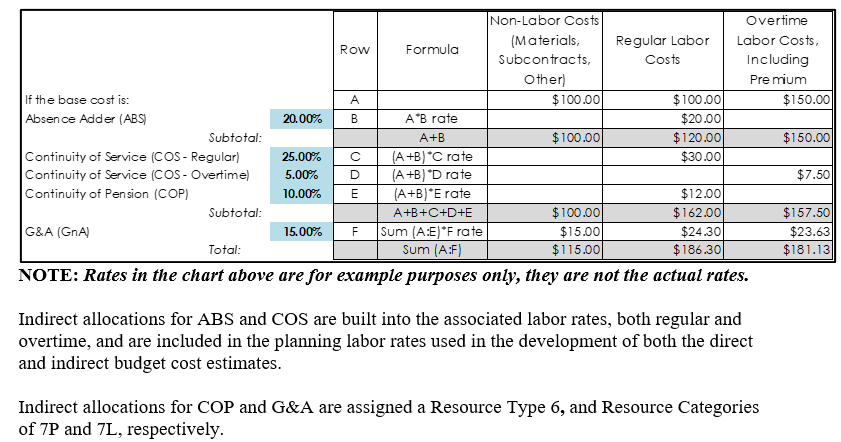 Row Formula Non-Labor Costs (Materials, Subcontracts, Other) Regular Labor Costs Overtime Labor Costs, Including Premium
If the base cost is: A $100.00 $100.00 $150.00
Absence Adder (ABS) 20.00% B A*B rate $20.00
Subtotal: A+B $100.00 $120.00 $150.00
Continuity of Service (COS - Regular) 25.00% C (A+B)*C rate $30.00
Continuity of Service (COS - Overtime) 5.00% D (A+B)*D rate $7.50
Continuity of Pension (COP) 10.00% E (A+B)*E rate $12.00
Subtotal: A+B+C+D+E $100.00 $162.00 $157.50
G&A (GnA) 15.00% F Sum (A:E)*F rate $15.00 $24.30 $23.63
Total: Sum (A:F) $115.00 $186.30 $181.13
NOTE: Rates in the chart above are for example purposes only, they are not the actual rates.
Indirect allocations for ABS and COS are built into the associated labor rates, both regular and
overtime, and are included in the planning labor rates used in the development of both the direct
and indirect budget cost estimates.
Indirect allocations for COP and G&A are assigned a Resource Type 6, and Resource Categories
of 7P and 7L, respectively.